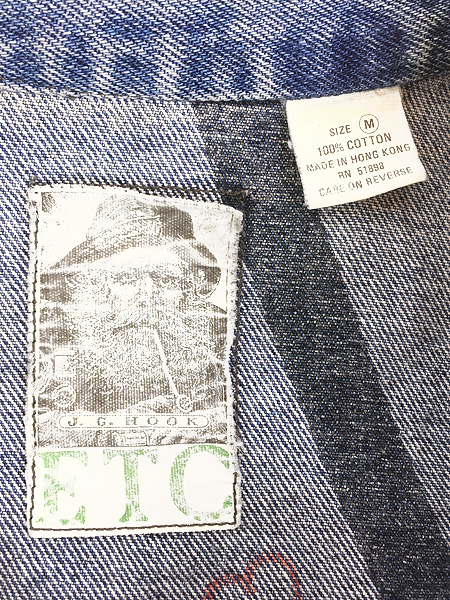 SIZE M
100% COTTON
MADE IN HONG KONG
RN 51898
CARE ON REVERSE
J. G. HOOK
ETC